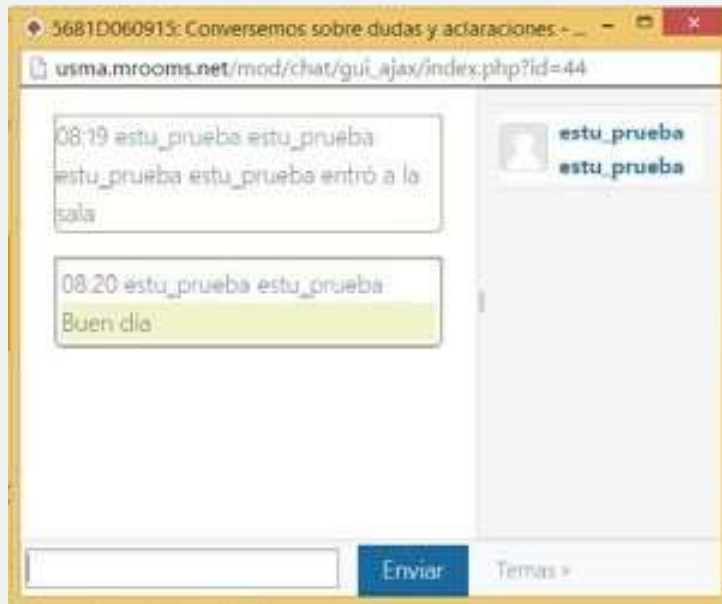 5681D060915: Conversemos sobre dudas y aclaraciones - ...
usma.mrooms.net/mod/chat/gui_ajax/index.php?id=44
08:19 estu_prueba estu_prueba
estu_prueba estu_prueba entró a la
sala
08:20 estu_prueba estu_prueba
Buen día
estu_prueba
estu_prueba
Enviar
Temas »